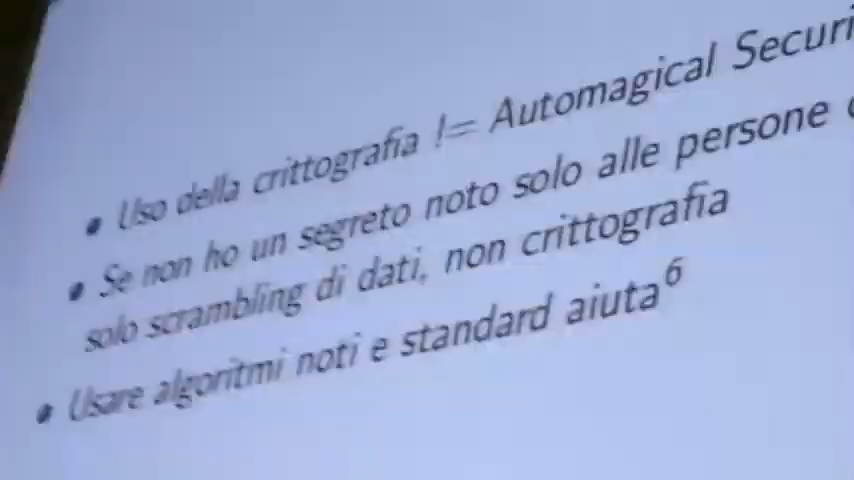 Uso della crittografia != Automagical
Se non ho un segreto noto solo alle persone
solo scrambling di dati, non crittografia
Usare algoritmi noti e standard aiuta⁶